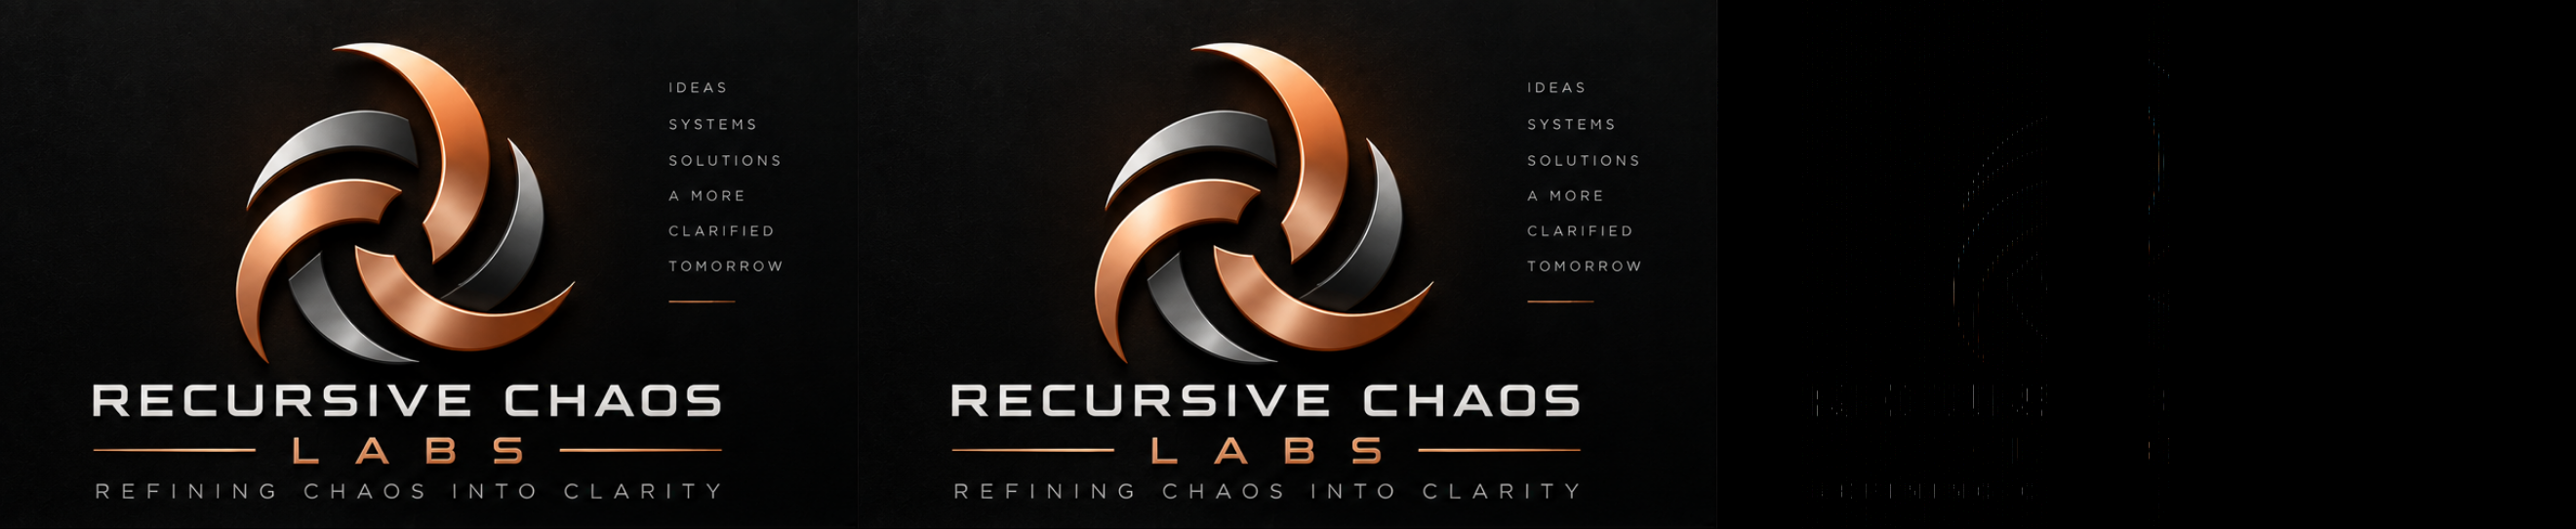 IDEAS
SYSTEMS
SOLUTIONS
A MORE
CLARIFIED
TOMORROW
RECURSIVE CHAOS
LABS
REFINING CHAOS INTO CLARITY
IDEAS
SYSTEMS
SOLUTIONS
A MORE
CLARIFIED
TOMORROW
RECURSIVE CHAOS
LABS
REFINING CHAOS INTO CLARITY